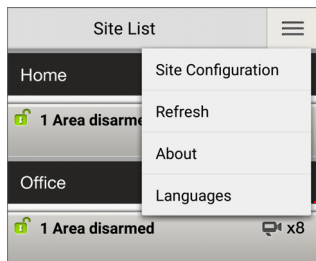 Site List
Home
Site Configuration
1 Area disarme
Refresh
About
Office
Languages
1 Area disarmed
x8